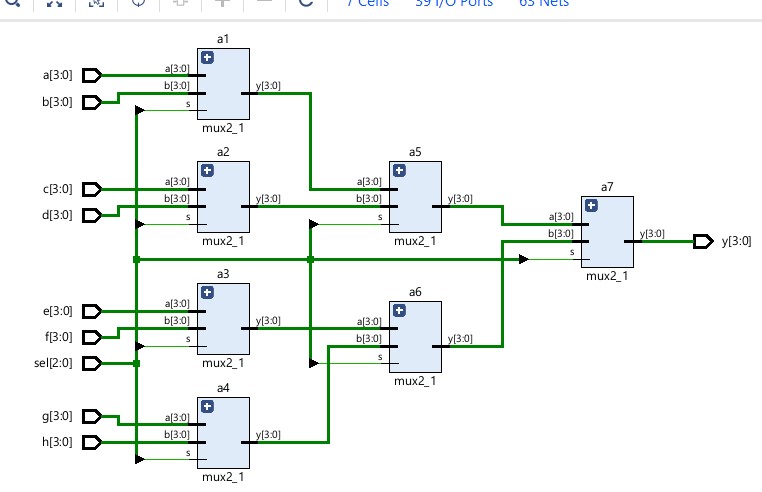 7 Cells 39 I/O Ports 63 Nets
a1
a[3:0] a[3:0]
b[3:0] b[3:0] y[3:0]
s
mux2_1
a2 a5
c[3:0] a[3:0] a[3:0]
d[3:0] b[3:0] y[3:0] b[3:0] y[3:0]
s s
mux2_1 mux2_1
a7
a[3:0]
b[3:0] y[3:0] y[3:0]
s
mux2_1
a3 a6
e[3:0] a[3:0]
f[3:0] b[3:0] y[3:0] a[3:0]
sel[2:0] s b[3:0] y[3:0]
mux2_1 s
mux2_1
a4
g[3:0] a[3:0]
h[3:0] b[3:0] y[3:0]
s
mux2_1